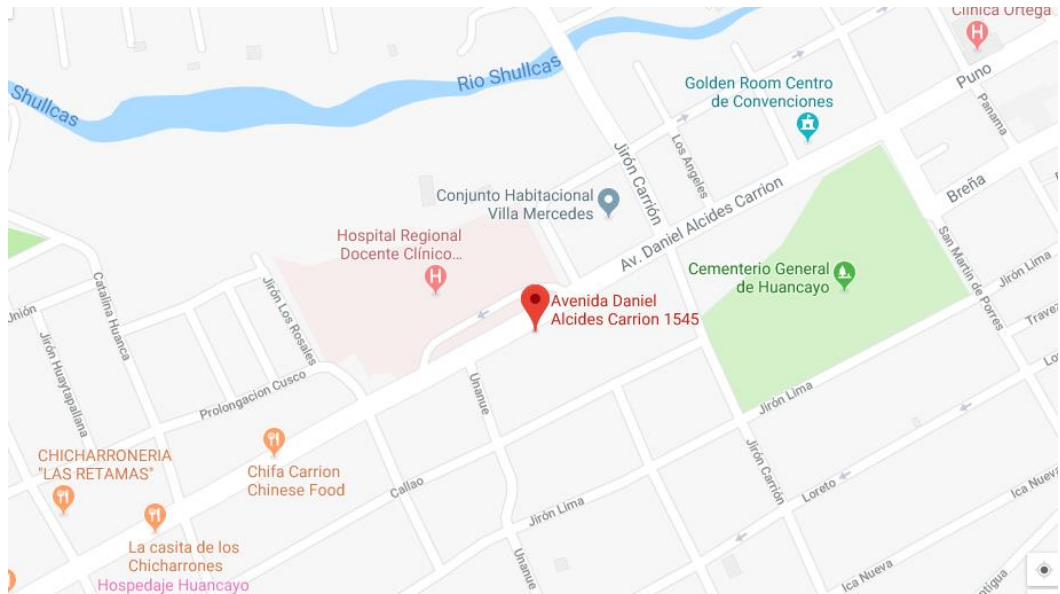 Clínica Ortega
H
Puno
Panama
Rio Shullcas
Shullcas
Golden Room Centro
de Convenciones
Los Angeles
Jirón Carrión
Breña
Conjunto Habitacional
Villa Mercedes
Av. Daniel Alcides Carrion
Hospital Regional
Docente Clínico...
H
Cementerio General
de Huancayo
San Martin de Porres
Jirón Lima
Avenida Daniel
Alcides Carrion 1545
Catalina Huanca
Jirón Los Rosales
Unión
Jirón Huaytapallana
Prolongacion Cusco
Unanue
Jirón Lima
CHICHARRONERIA
"LAS RETAMAS"
Chifa Carrion
Chinese Food
Callao
Jirón Carrión
Loreto
Ica Nueva
Jirón Lima
La casita de los
Chicharrones
Hospedaje Huancayo
Unanue
Ica Nueva